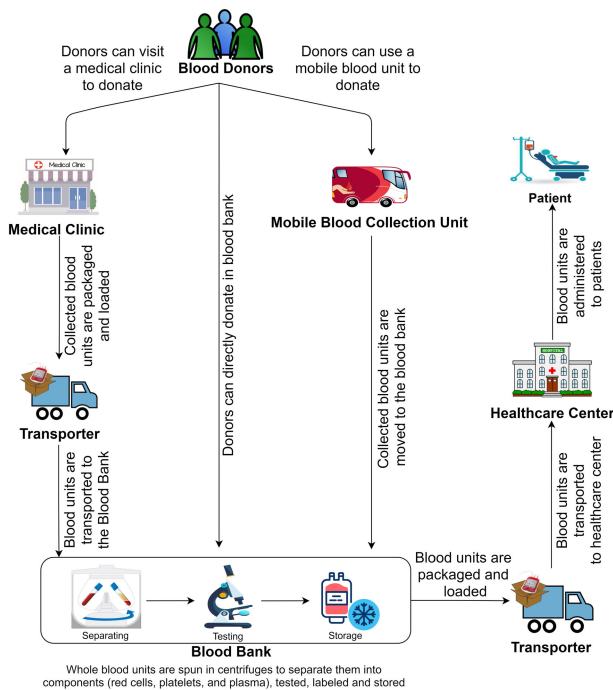 Donors can visit
a medical clinic
to donate
Blood Donors
Donors can use a
mobile blood unit to
donate
Medical Clinic
Medical Clinic
Mobile Blood Collection Unit
Patient
Collected blood
units are packaged
and loaded
Donors can directly donate in blood bank
Collected blood units are
moved to the blood bank
Blood units are
administered
to patients
HOSPITAL
Healthcare Center
Transporter
Blood units are
transported to
the Blood Bank
Blood units are
transported
to healthcare center
Blood units are
packaged and
loaded
Separating
Testing
Storage
Blood Bank
Transporter
Whole blood units are spun in centrifuges to separate them into
components (red cells, platelets, and plasma), tested, labeled and stored